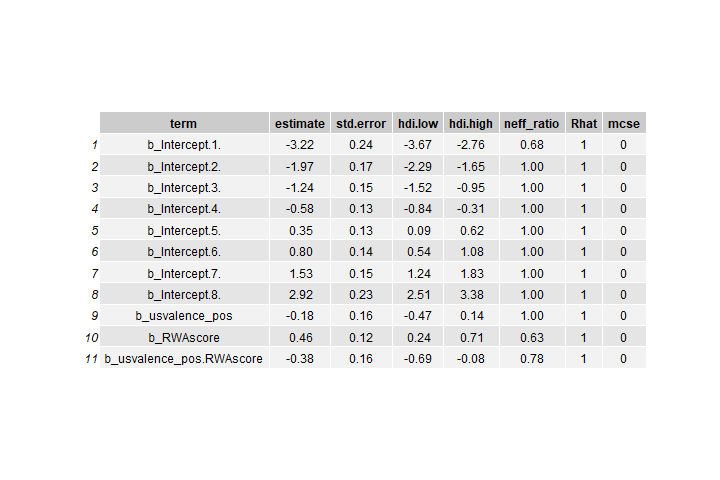 term estimate std.error hdi.low hdi.high neff_ratio Rhat mcse
1 b_Intercept.1. -3.22 0.24 -3.67 -2.76 0.68 1 0
2 b_Intercept.2. -1.97 0.17 -2.29 -1.65 1.00 1 0
3 b_Intercept.3. -1.24 0.15 -1.52 -0.95 1.00 1 0
4 b_Intercept.4. -0.58 0.13 -0.84 -0.31 1.00 1 0
5 b_Intercept.5. 0.35 0.13 0.09 0.62 1.00 1 0
6 b_Intercept.6. 0.80 0.14 0.54 1.08 1.00 1 0
7 b_Intercept.7. 1.53 0.15 1.24 1.83 1.00 1 0
8 b_Intercept.8. 2.92 0.23 2.51 3.38 1.00 1 0
9 b_usvalence_pos -0.18 0.16 -0.47 0.14 1.00 1 0
10 b_RWAscore 0.46 0.12 0.24 0.71 0.63 1 0
11 b_usvalence_pos.RWAscore -0.38 0.16 -0.69 -0.08 0.78 1 0